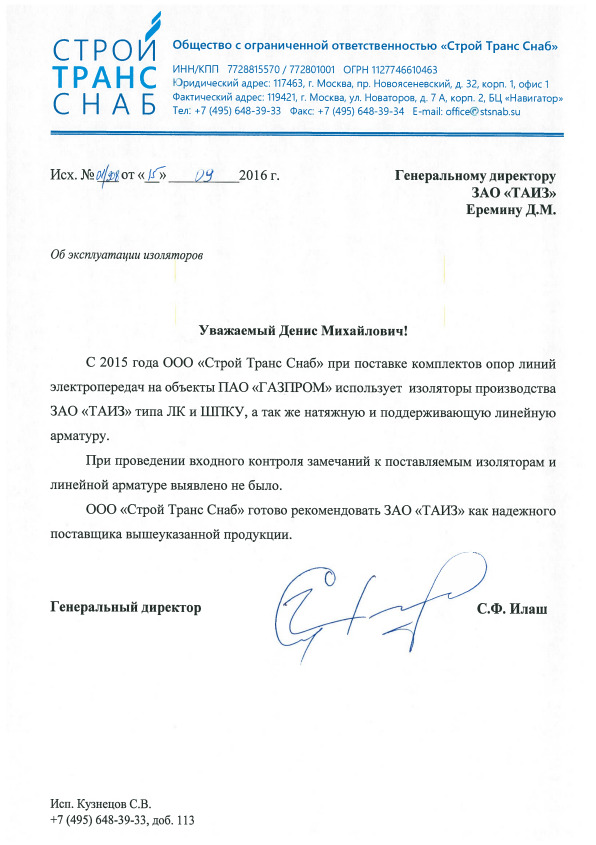 СТРОЙ
ТРАНС
СНАБ
Общество с ограниченной ответственностью «Строй Транс Снаб»
ИНН/КПП 7728815570 / 772801001 ОГРН 1127746610463
Юридический адрес: 117463, г. Москва, пр. Новоясеневский, д. 32, корп. 1, офис 1
Фактический адрес: 119421, г. Москва, ул. Новаторов, д. 7 А, корп. 2, БЦ «Навигатор»
Тел: +7 (495) 648-39-33 Факс: +7 (495) 648-39-34 E-mail: office@stsnab.su
Исх. № от «15» 09 2016 г.
Генеральному директору
ЗАО «ТАИЗ»
Еремину Д.М.
Об эксплуатации изоляторов
Уважаемый Денис Михайлович!
С 2015 года ООО «Строй Транс Снаб» при поставке комплектов опор линий
электропередач на объекты ПАО «ГАЗПРОМ» использует изоляторы производства
ЗАО «ТАИЗ» типа ЛК и ШПКУ, а так же натяжную и поддерживающую линейную
арматуру.
При проведении входного контроля замечаний к поставляемым изоляторам и
линейной арматуре выявлено не было.
ООО «Строй Транс Снаб» готово рекомендовать ЗАО «ТАИЗ» как надежного
поставщика вышеуказанной продукции.
Генеральный директор
С.Ф. Илаш
Исп. Кузнецов С.В.
+7 (495) 648-39-33, доб. 113